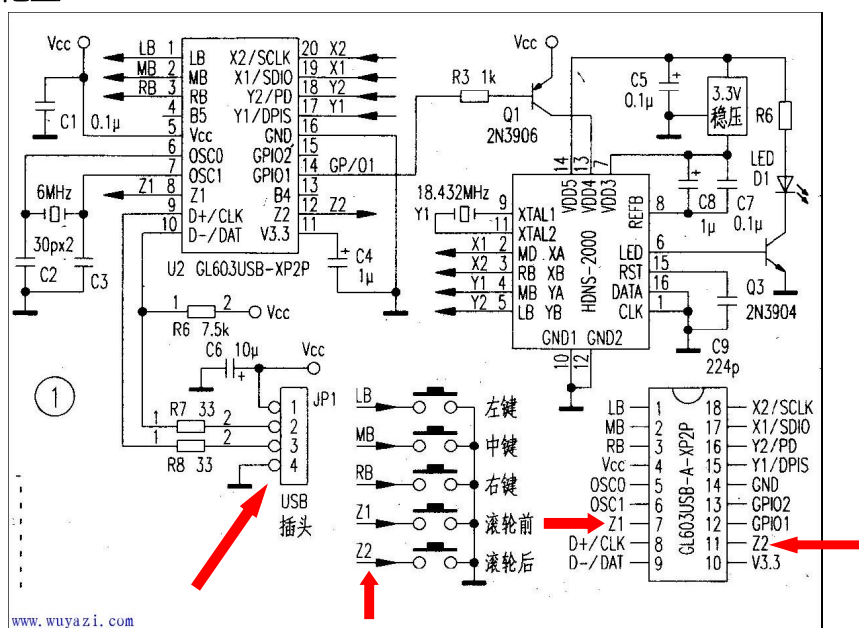 Vcc
C1 0.1μ
LB 1
MB 2
RB 3
4
5
6
7
Z1 8
9
10
LB
MB
RB
B5
Vcc
OSC0
OSC1
Z1
D+/CLK
D-/DAT
X2/SCLK
X1/SDIO
Y2/PD
Y1/DPIS
GND
GPIO2
GPIO1
B4
Z2
V3.3
20 X2
19 X1
18 Y2
17 Y1
16
15
14 GP/O1
13
12 Z2
11
U2 GL603USB-XP2P
6MHz
30px2
C2
C3
C4
1μ
1 2
R6 7.5k
Vcc
C6 10μ
Vcc
JP1
1
2
3
4
1 R7 33 2
1 2
R8 33
USB
插头
1
Vcc
R3 1k
Q1
2N3906
C5
0.1μ
3.3V
稳压
R6
LED
D1
14
13
7
VDD5
VDD4
VDD3
18.432MHz
Y1
9
11
X1 2
X2 3
Y1 4
Y2 5
XTAL1
XTAL2
MD XA
RB XB
MB YA
LB YB
HDNS-2000
REFB
LED
RST
DATA
CLK
8
6
15
16
1
GND1 GND2
10
12
C8
1μ
C7
0.1μ
Q3
2N3904
C9
224p
LB 左键
MB 中键
RB 右键
Z1 滚轮前
Z2 滚轮后
LB 1
MB 2
RB 3
Vcc 4
OSC0 5
OSC1 6
Z1 7
D+/CLK 8
D-/DAT 9
GL603USB-A-XP2P
18 X2/SCLK
17 X1/SDIO
16 Y2/PD
15 Y1/DPIS
14 GND
13 GPIO2
12 GPIO1
11 Z2
10 V3.3
www.wuyazi.com